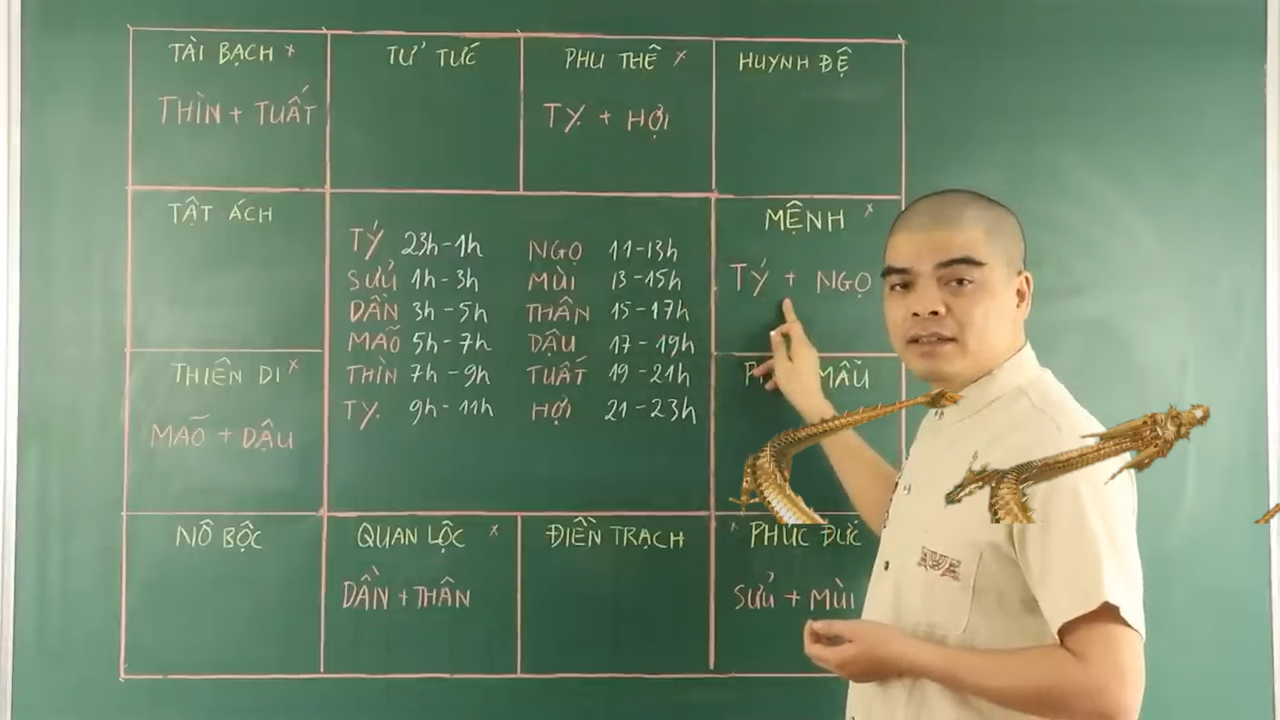 TÀI BẠCH x
THÌN + TUẤT
TỬ TỨC
PHU THÊ x
TỴ + HỢI
HUYNH ĐỆ
TẬT ÁCH
TÝ 23h-1h NGỌ 11-13h
SỬU 1h-3h MÙI 13-15h
DẦN 3h-5h THÂN 15-17h
MÃO 5h-7h DẬU 17-19h
THÌN 7h-9h TUẤT 19-21h
TỴ 9h-11h HỢI 21-23h
MỆNH x
TÝ + NGỌ
THIÊN DI x
MÃO + DẬU
MẪU
NÔ BỘC
QUAN LỘC x
DẦN + THÂN
ĐIỀN TRẠCH
x PHÚC ĐỨC
SỬU + MÙI